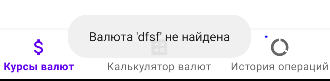 Валюта 'dfsf' не найдена
Курсы валют
Калькулятор валют
История операций